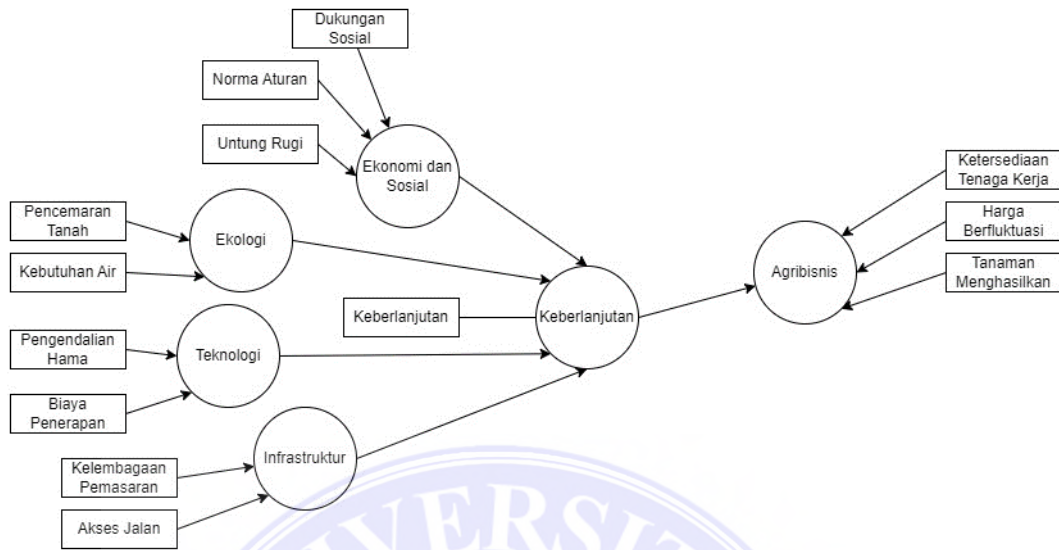 Dukungan
Sosial
Norma Aturan
Untung Rugi
Ekonomi dan
Sosial
Pencemaran
Tanah
Ekologi
Kebutuhan Air
Keberlanjutan
Keberlanjutan
Pengendalian
Hama
Teknologi
Biaya
Penerapan
Infrastruktur
Kelembagaan
Pemasaran
Akses Jalan
Agribisnis
Ketersediaan
Tenaga Kerja
Harga
Berfluktuasi
Tanaman
Menghasilkan
VERSIT